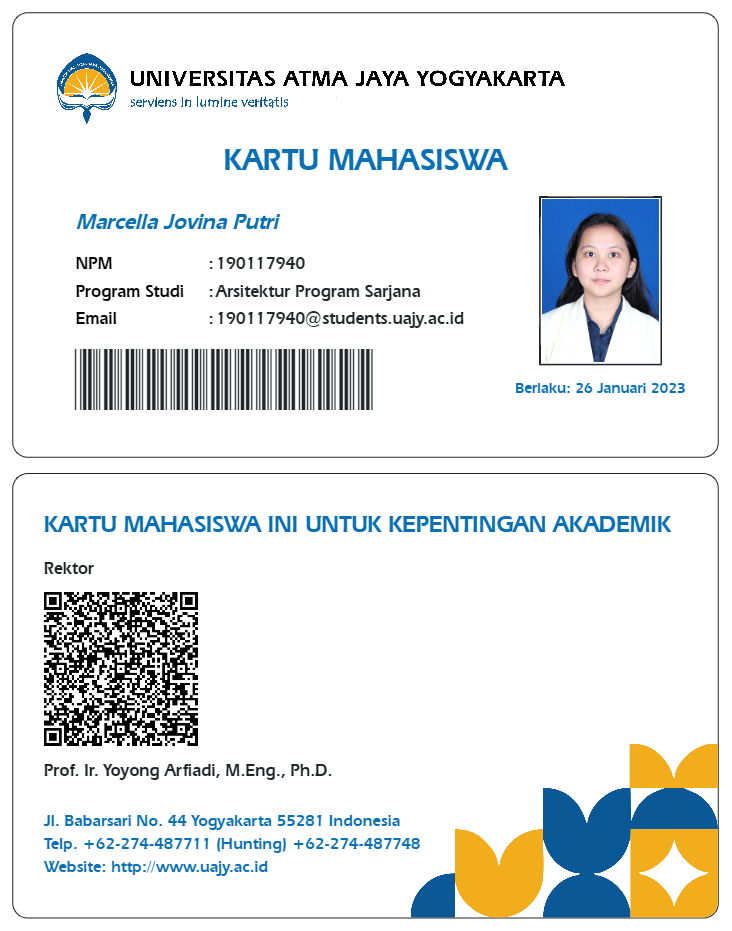 UNIVERSITAS ATMA JAYA YOGYAKARTA
serviens in lumine veritatis
KARTU MAHASISWA
Marcella Jovina Putri
NPM : 190117940
Program Studi : Arsitektur Program Sarjana
Email : 190117940@students.uajy.ac.id
Berlaku: 26 Januari 2023
KARTU MAHASISWA INI UNTUK KEPENTINGAN AKADEMIK
Rektor
Prof. Ir. Yoyong Arfiadi, M.Eng., Ph.D.
Jl. Babarsari No. 44 Yogyakarta 55281 Indonesia
Telp. +62-274-487711 (Hunting) +62-274-487748
Website: http://www.uajy.ac.id